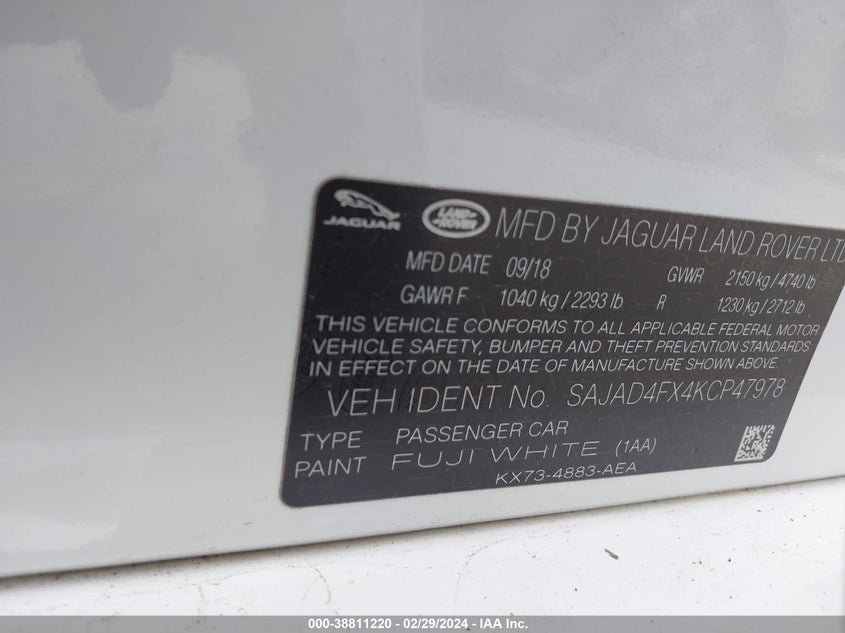 JAGUAR LAND ROVER MFD BY JAGUAR LAND ROVER LTD
MFD DATE 09/18 GVWR 2150 kg / 4740 lb
GAWR F 1040 kg / 2293 lb R 1230 kg / 2712 lb
THIS VEHICLE CONFORMS TO ALL APPLICABLE FEDERAL MOTOR
VEHICLE SAFETY, BUMPER AND THEFT PREVENTION STANDARDS
IN EFFECT ON THE DATE OF MANUFACTURE SHOWN ABOVE.
VEH IDENT No. SAJAD4FX4KCP47978
TYPE PASSENGER CAR
PAINT FUJI WHITE (1AA)
KX73-4883-AEA
000-38811220 - 02/29/2024 - IAA Inc.